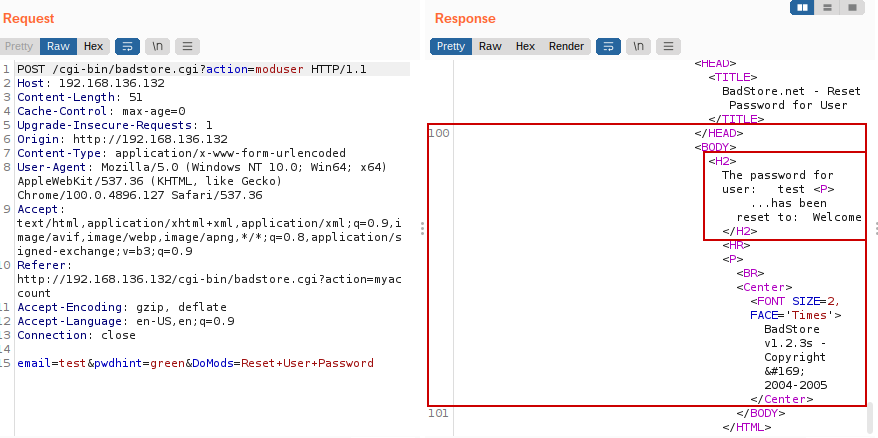 Request
Pretty Raw Hex \n
1 POST /cgi-bin/badstore.cgi?action=moduser HTTP/1.1
2 Host: 192.168.136.132
3 Content-Length: 51
4 Cache-Control: max-age=0
5 Upgrade-Insecure-Requests: 1
6 Origin: http://192.168.136.132
7 Content-Type: application/x-www-form-urlencoded
8 User-Agent: Mozilla/5.0 (Windows NT 10.0; Win64; x64)
AppleWebKit/537.36 (KHTML, like Gecko)
Chrome/100.0.4896.127 Safari/537.36
9 Accept:
text/html,application/xhtml+xml,application/xml;q=0.9,i
mage/avif,image/webp,image/apng,*/*;q=0.8,application/s
igned-exchange;v=b3;q=0.9
10 Referer:
http://192.168.136.132/cgi-bin/badstore.cgi?action=myac
count
11 Accept-Encoding: gzip, deflate
12 Accept-Language: en-US,en;q=0.9
13 Connection: close
14
15 email=test&pwdhint=green&DoMods=Reset+User+Password
Response
Pretty Raw Hex Render \n
<HEAD>
<TITLE>
BadStore.net - Reset
Password for User
</TITLE>
100 </HEAD>
<BODY>
<H2>
The password for
user: test <P>
...has been
reset to: Welcome
</H2>
<HR>
<P>
<BR>
<Center>
<FONT SIZE=2,
FACE='Times'>
BadStore
v1.2.3s -
Copyright
&#169;
2004-2005
</Center>
101 </BODY>
</HTML>